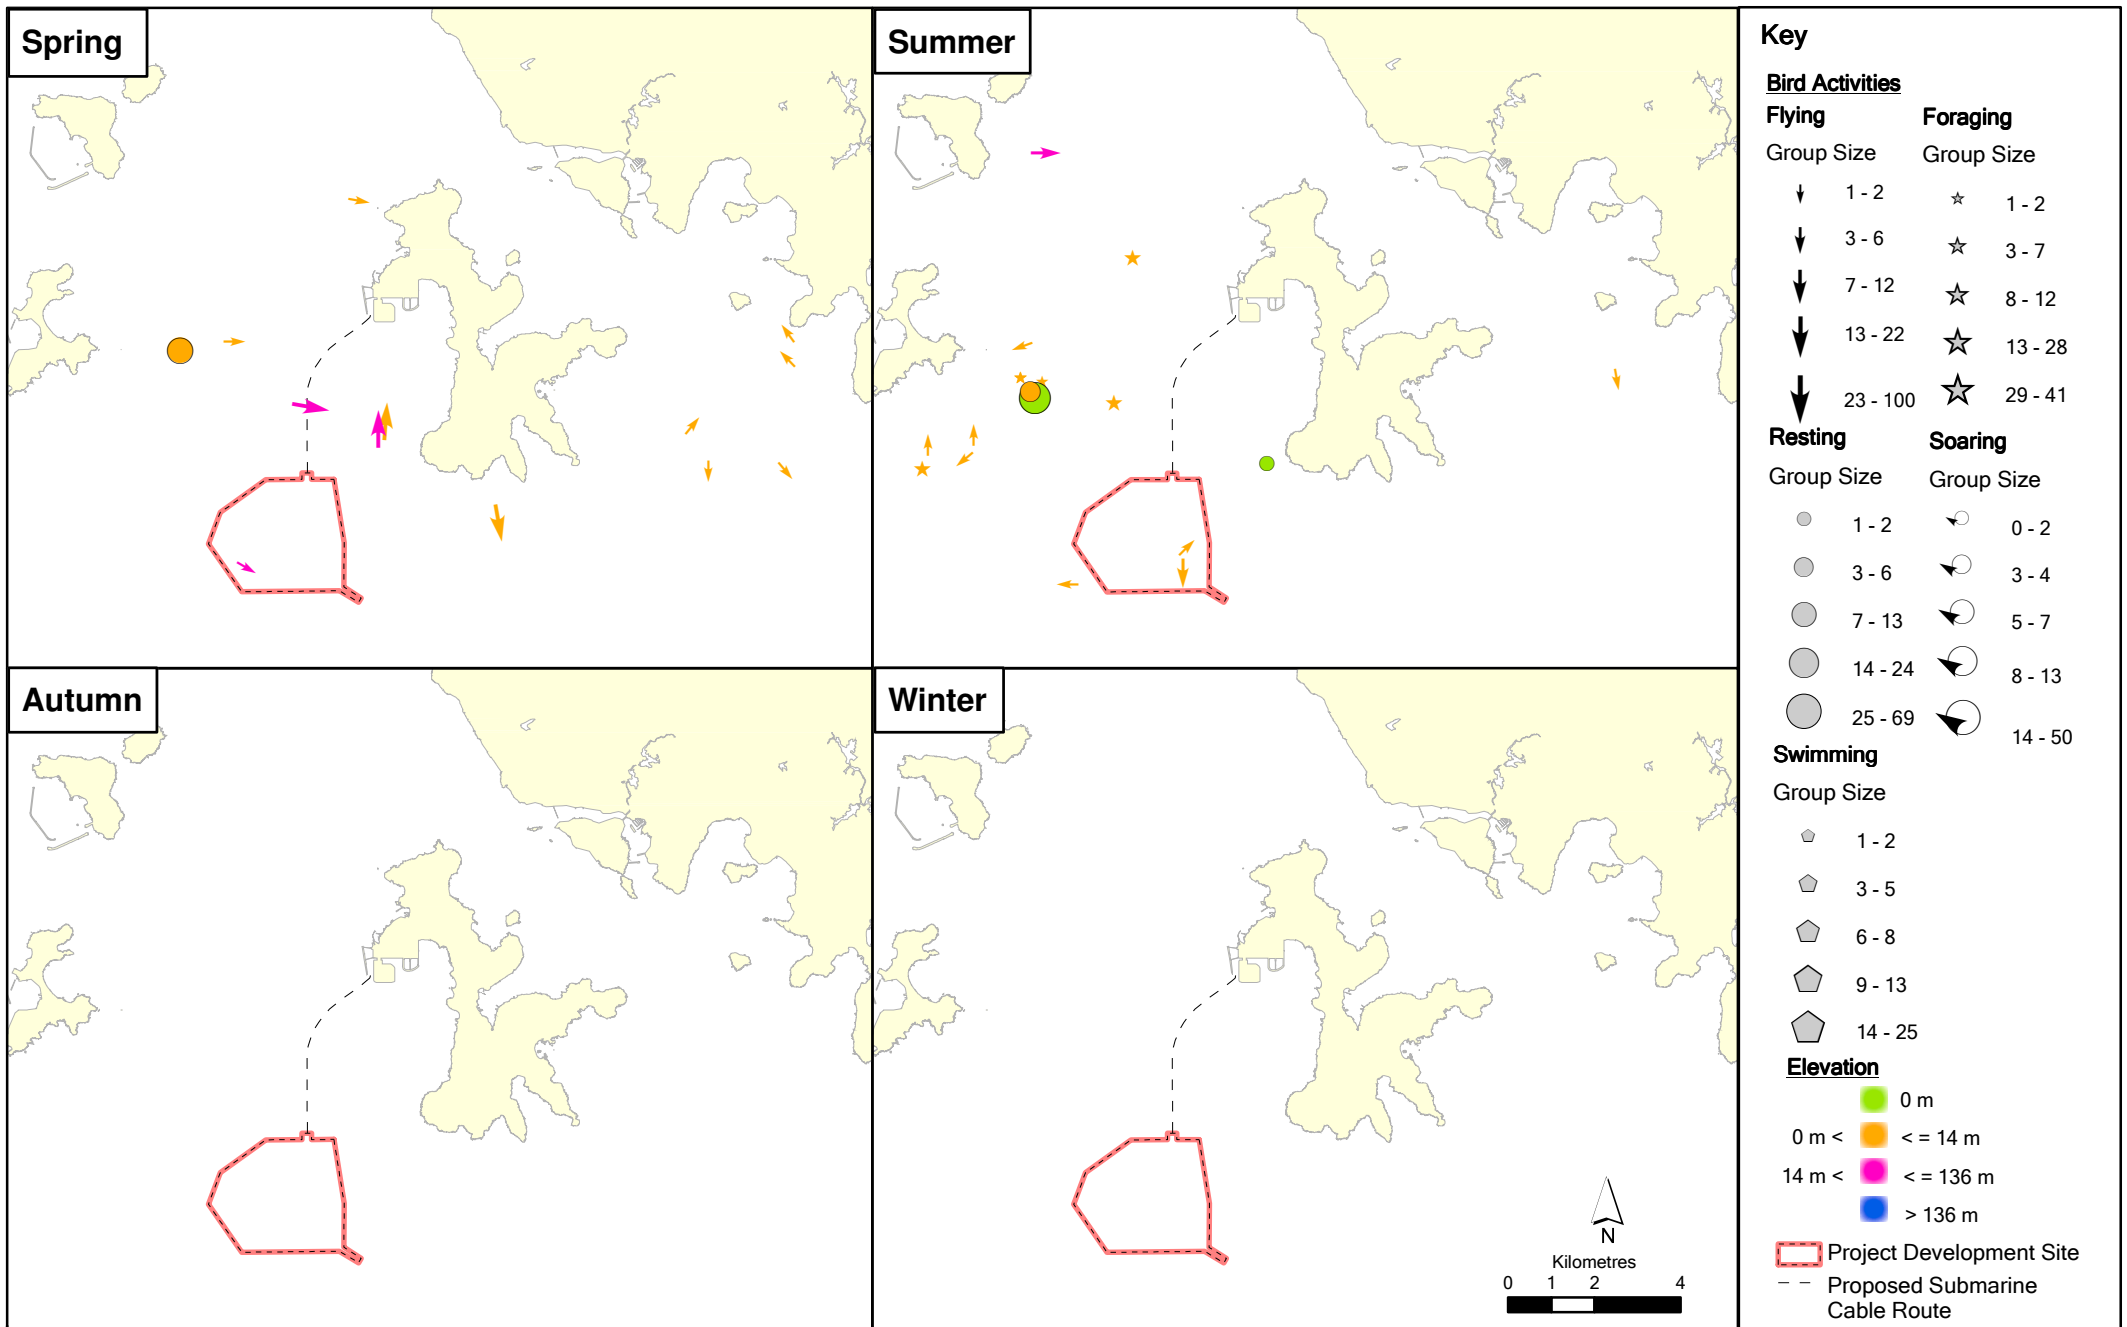 Spring
Summer
Autumn
Winter
N
Kilometres
0 1 2 4
Key
Bird Activities
Flying
Group Size
1 - 2
3 - 6
7 - 12
13 - 22
23 - 100
Foraging
Group Size
1 - 2
3 - 7
8 - 12
13 - 28
29 - 41
Resting
Group Size
1 - 2
3 - 6
7 - 13
14 - 24
25 - 69
Soaring
Group Size
0 - 2
3 - 4
5 - 7
8 - 13
14 - 50
Swimming
Group Size
1 - 2
3 - 5
6 - 8
9 - 13
14 - 25
Elevation
0 m
0 m < < = 14 m
14 m < < = 136 m
> 136 m
Project Development Site
Proposed Submarine
Cable Route